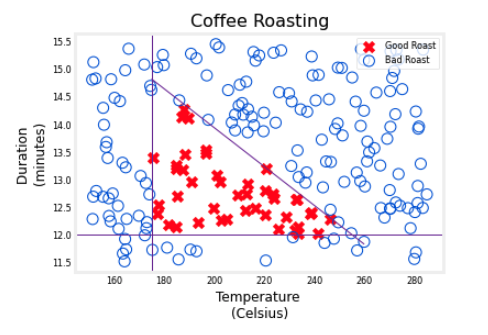 Coffee Roasting
Good Roast
Bad Roast
15.5
15.0
14.5
14.0
13.5
13.0
12.5
12.0
11.5
Duration
(minutes)
160
180
200
220
240
260
280
Temperature
(Celsius)